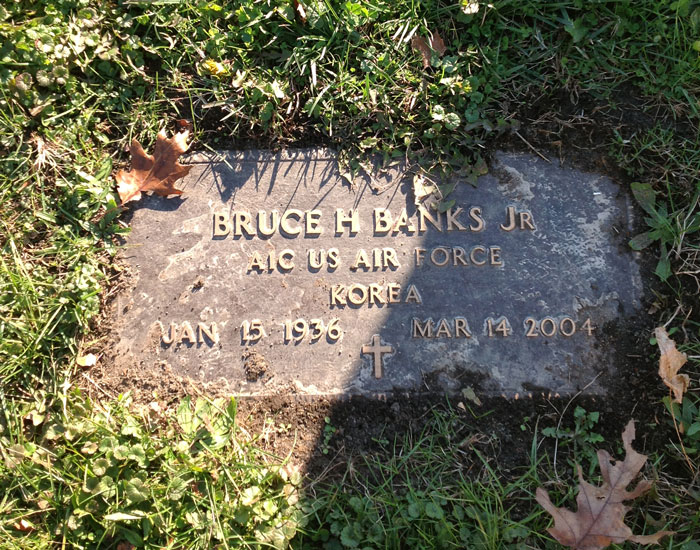 BRUCE H BANKS JR
A1C US AIR FORCE
KOREA
JAN 15 1936 MAR 14 2004